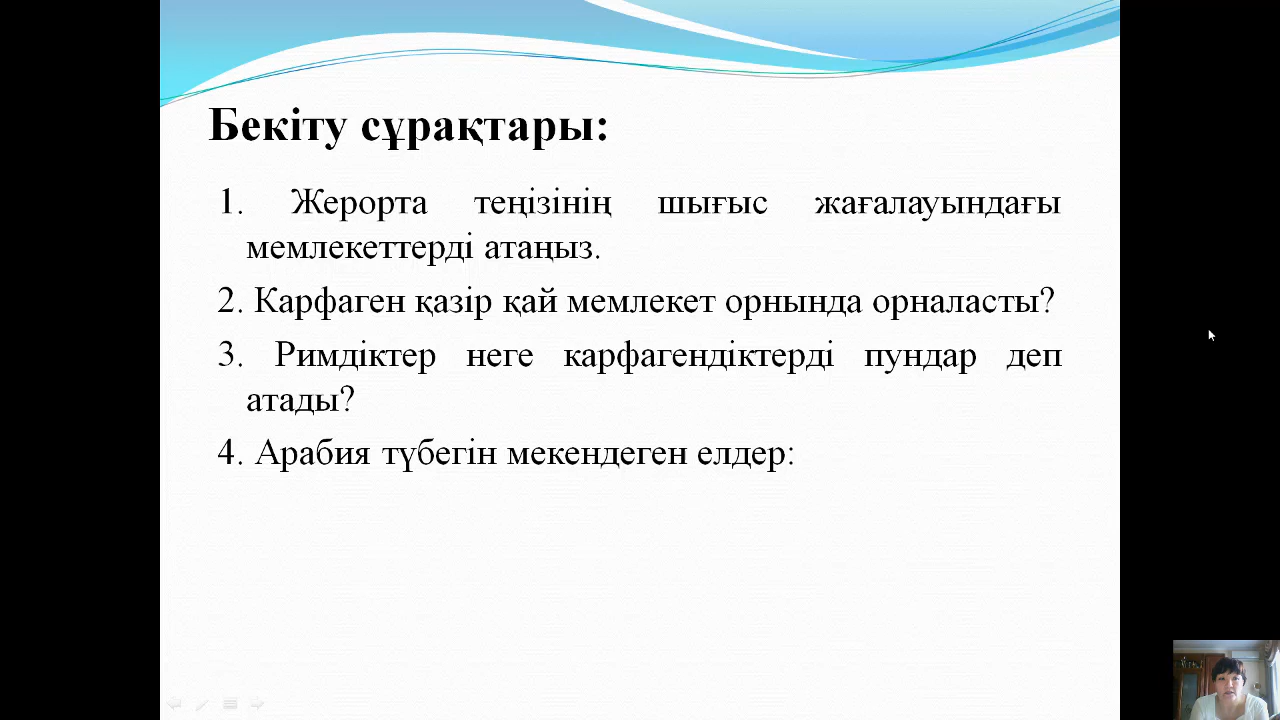 Бекіту сұрақтары:
1. Жерорта теңізінің шығыс жағалауындағы
мемлекеттерді атаңыз.
2. Карфаген қазір қай мемлекет орнында орналасты?
3. Римдіктер неге карфагендіктерді пундар деп
атады?
4. Арабия түбегін мекендеген елдер: